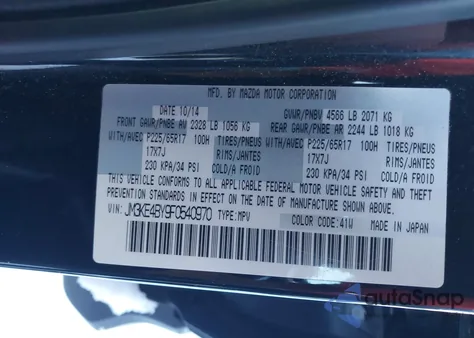 MFD. BY MAZDA MOTOR CORPORATION
DATE 10/14 GVWR/PNBV 4566 LB 2071 KG
FRONT GAWR/PNBE AV 2328 LB 1056 KG REAR GAWR/PNBE AR 2244 LB 1018 KG
WITH/AVEC P225/65R17 100H TIRES/PNEUS WITH/AVEC P225/65R17 100H TIRES/PNEUS
17X7J RIMS/JANTES 17X7J RIMS/JANTES
230 KPA/34 PSI COLD/A FROID 230 KPA/34 PSI COLD/A FROID
THIS VEHICLE CONFORMS TO ALL APPLICABLE FEDERAL MOTOR VEHICLE SAFETY AND THEFT
PREVENTION STANDARDS IN EFFECT ON THE DATE OF MANUFACTURE SHOWN ABOVE.
VIN: JM3KE4BY9F0540970 TYPE:MPV COLOR CODE:41W MADE IN JAPAN
autoSnap